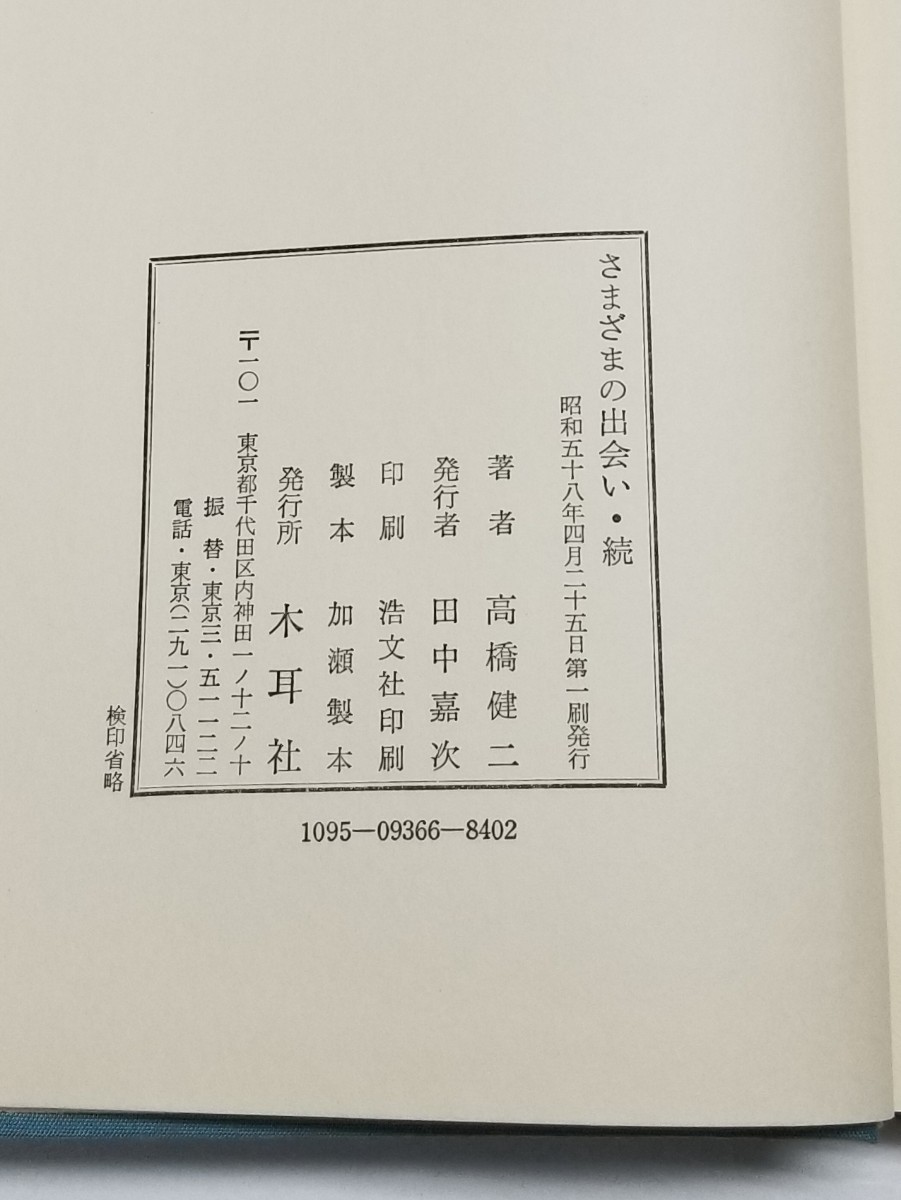 さまざまの出会い・続
昭和五十八年四月二十五日第一刷発行
著者 高橋健二
発行者 田中嘉次
印刷 浩文社印刷
製本 加瀬製本
発行所 木耳社
〒一〇一 東京都千代田区内神田一ノ十二ノ十
振替・東京三・五一一二二
電話・東京(二九一)〇八四六
検印省略
1095—09366—8402